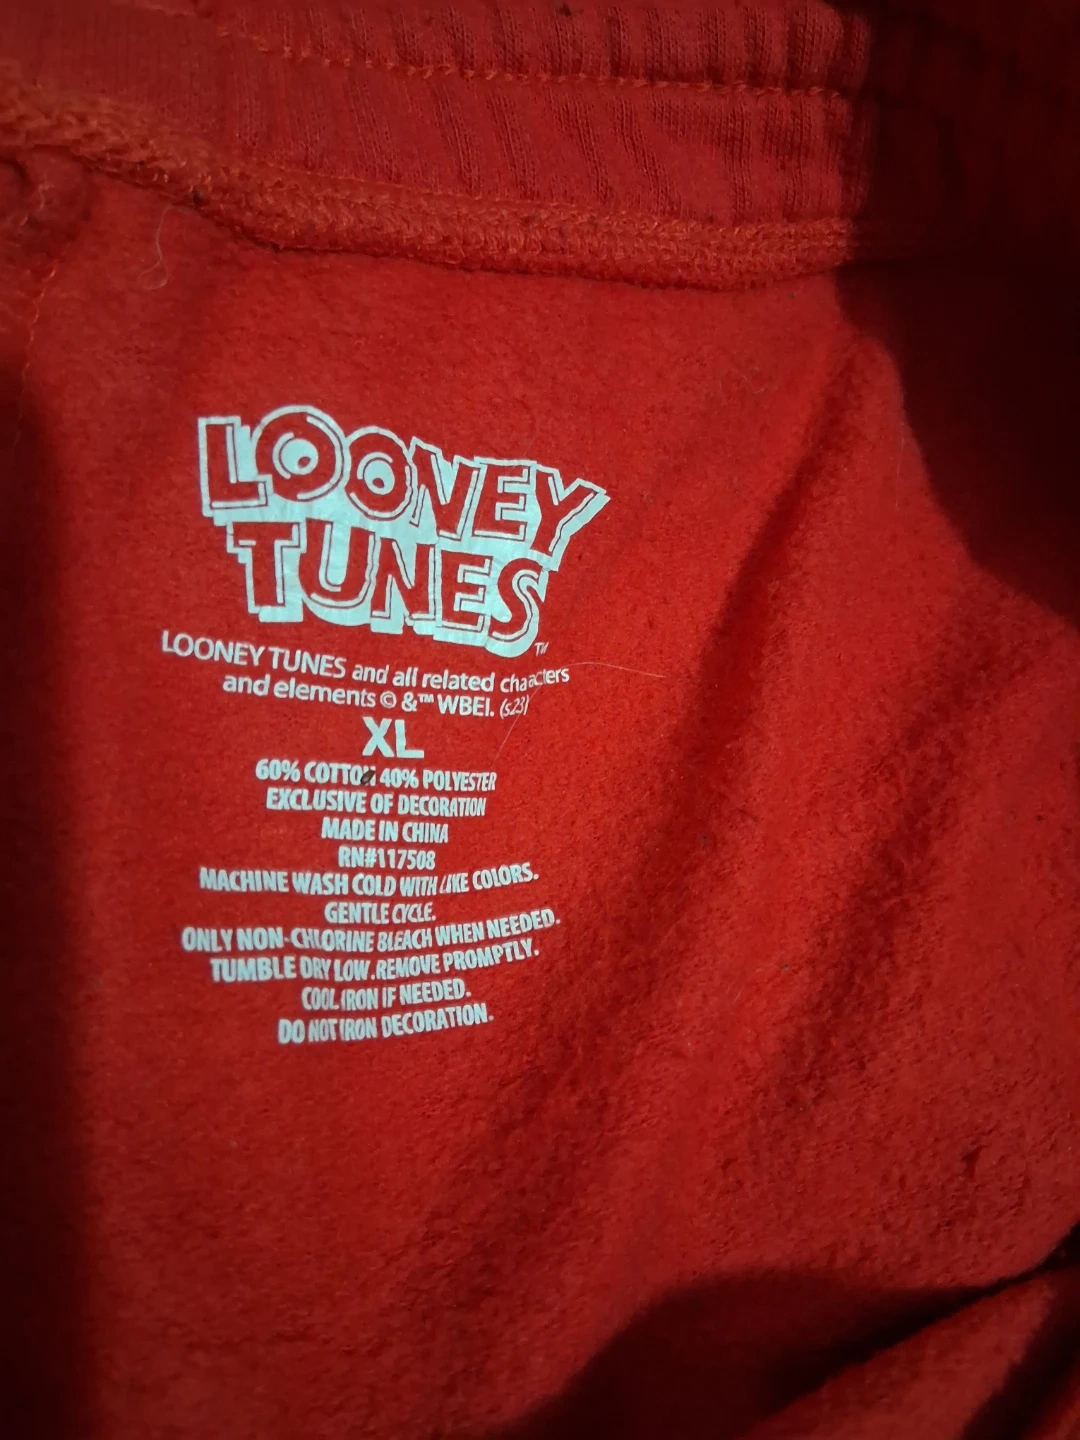 LOONEY
TUNES™
LOONEY TUNES and all related characters
and elements © &™ WBEI. (s23)
XL
60% COTTON 40% POLYESTER
EXCLUSIVE OF DECORATION
MADE IN CHINA
RN#117508
MACHINE WASH COLD WITH LIKE COLORS.
GENTLE CYCLE.
ONLY NON-CHLORINE BLEACH WHEN NEEDED.
TUMBLE DRY LOW.REMOVE PROMPTLY.
COOL IRON IF NEEDED.
DO NOT IRON DECORATION.